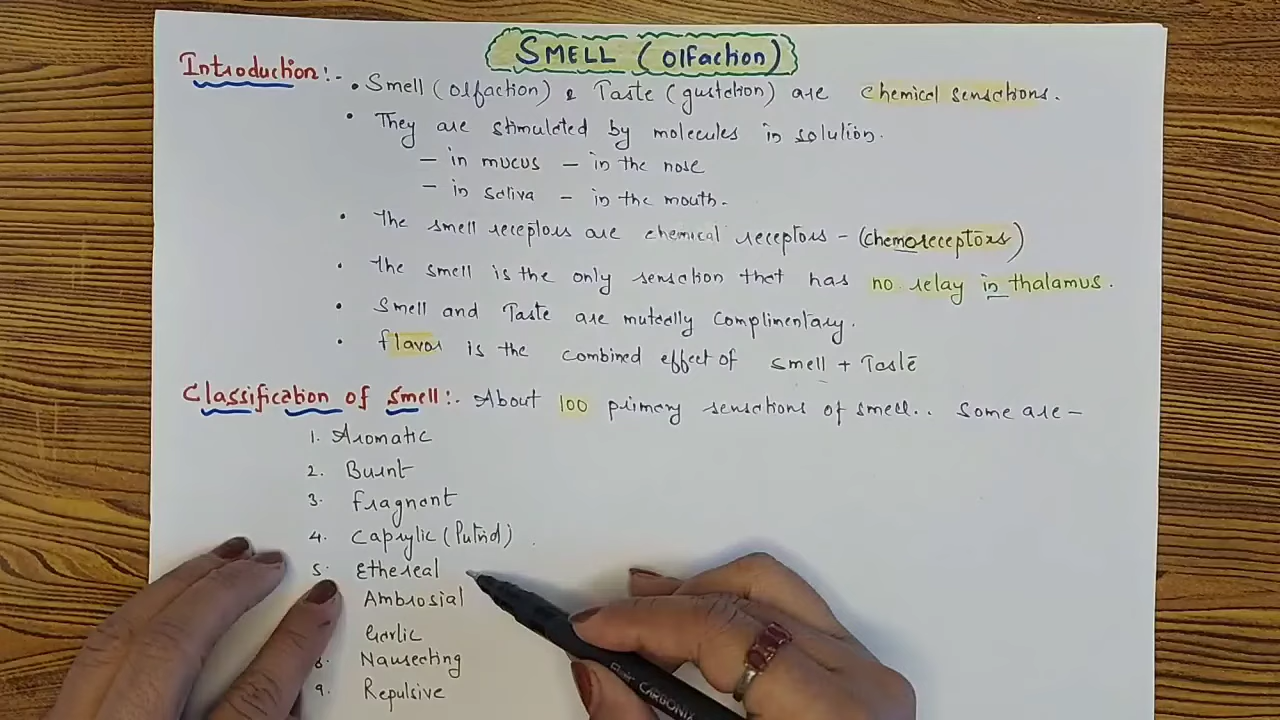 SMELL (olfaction)
Introduction:-
• Smell (olfaction) & Taste (gustation) are chemical sensations.
• They are stimulated by molecules in solution.
– in mucus – in the nose
– in saliva – in the mouth.
• The smell receptors are chemical receptors – (chemoreceptors)
• The smell is the only sensation that has no relay in thalamus.
• Smell and Taste are mutually complimentary.
• flavor is the combined effect of smell + Taste
Classification of smell:- About 100 primary sensations of smell.. Some are –
1. Aromatic
2. Burnt
3. fragnant
4. Caprylic (Putrid)
5. Ethereal
Ambrosial
Garlic
8. Nauseating
9. Repulsive
CARBONIX